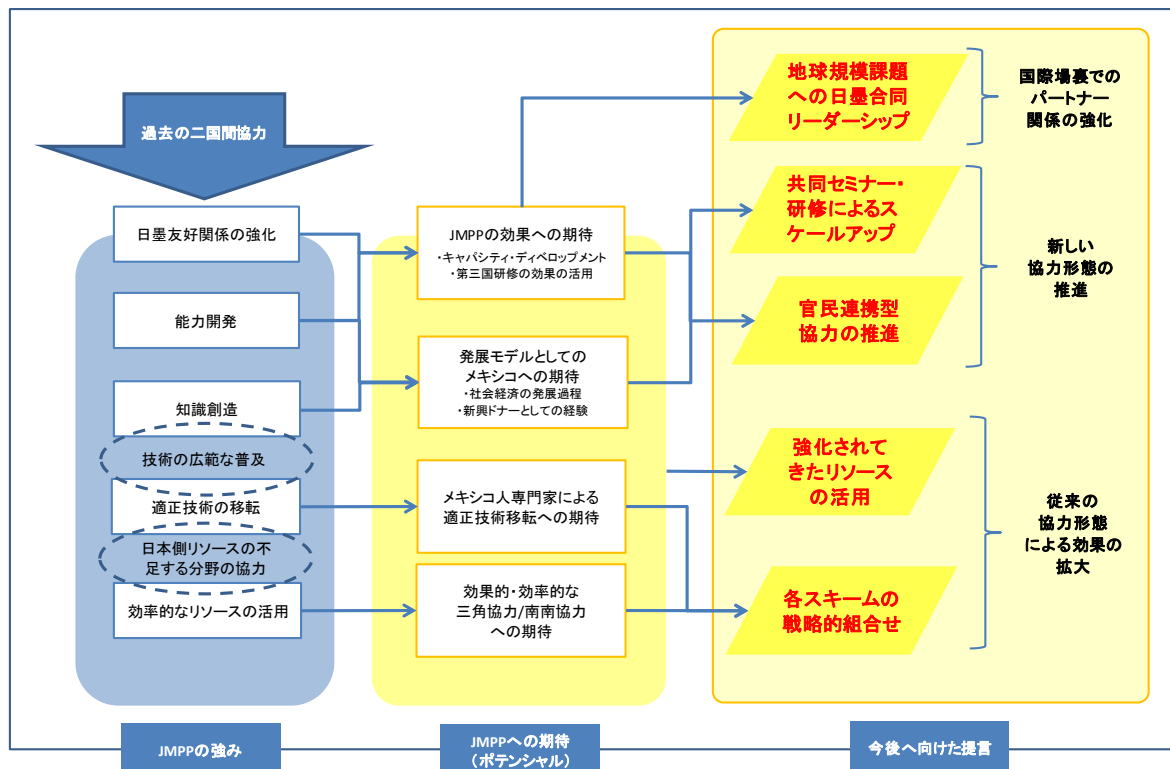 過去の二国間協力
日墨友好関係の強化
能力開発
知識創造
技術の広範な普及
適正技術の移転
日本側リソースの不
足する分野の協力
効率的なリソースの活用
JMPPの強み
JMPPの効果への期待
・キャパシティ・ディベロップメント
・第三国研修の効果の活用
発展モデルとしての
メキシコへの期待
・社会経済の発展過程
・新興ドナーとしての経験
メキシコ人専門家による
適正技術移転への期待
効果的・効率的な
三角協力/南南協力
への期待
JMPPへの期待
（ポテンシャル）
地球規模課題
への日墨合同
リーダーシップ
共同セミナー・
研修によるス
ケールアップ
官民連携型
協力の推進
強化されて
きたリソース
の活用
各スキームの
戦略的組合せ
国際場裏での
パートナー
関係の強化
新しい
協力形態の
推進
従来の
協力形態
による効果の
拡大
今後へ向けた提言